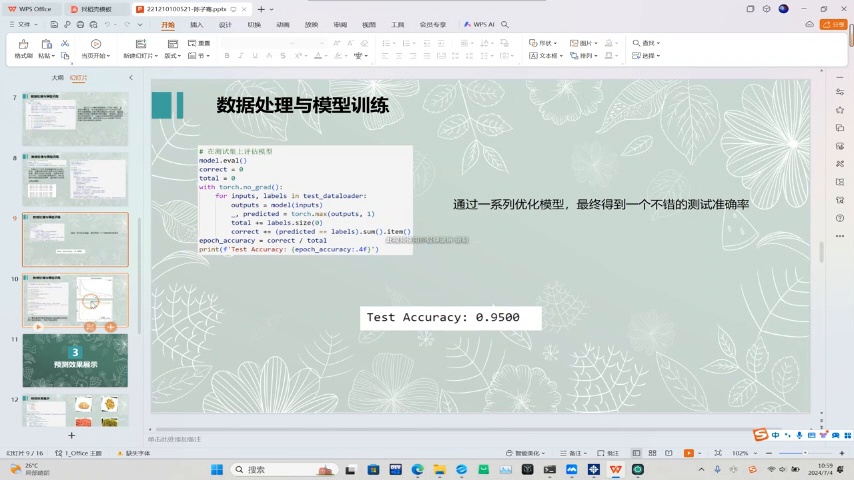 WPS Office
我稻壳模板
221210100521-孙子骞.pptx
文件
开始
插入
设计
切换
动画
放映
审阅
视图
工具
会员专享
WPS AI
分享
格式刷
粘贴
当页开始
新建幻灯片
版式
重置
节
形状
图片
文本框
排列
查找
选择
大纲
幻灯片
7
8
9
10
11
3
预测效果展示
12
数据处理与模型训练
# 在测试集上评估模型
model.eval()
correct = 0
total = 0
with torch.no_grad():
for inputs, labels in test_dataloader:
outputs = model(inputs)
_, predicted = torch.max(outputs, 1)
total += labels.size(0)
correct += (predicted == labels).sum().item()
epoch_accuracy = correct / total
print(f'Test Accuracy: {epoch_accuracy:.4f}')
通过一系列优化模型，最终得到一个不错的测试准确率
Test Accuracy: 0.9500
单击此处添加备注
幻灯片 9 / 16
1_Office 主题
缺失字体
智能美化
备注
批注
102%
中
26°C
局部晴朗
搜索
10:59
2024/7/4